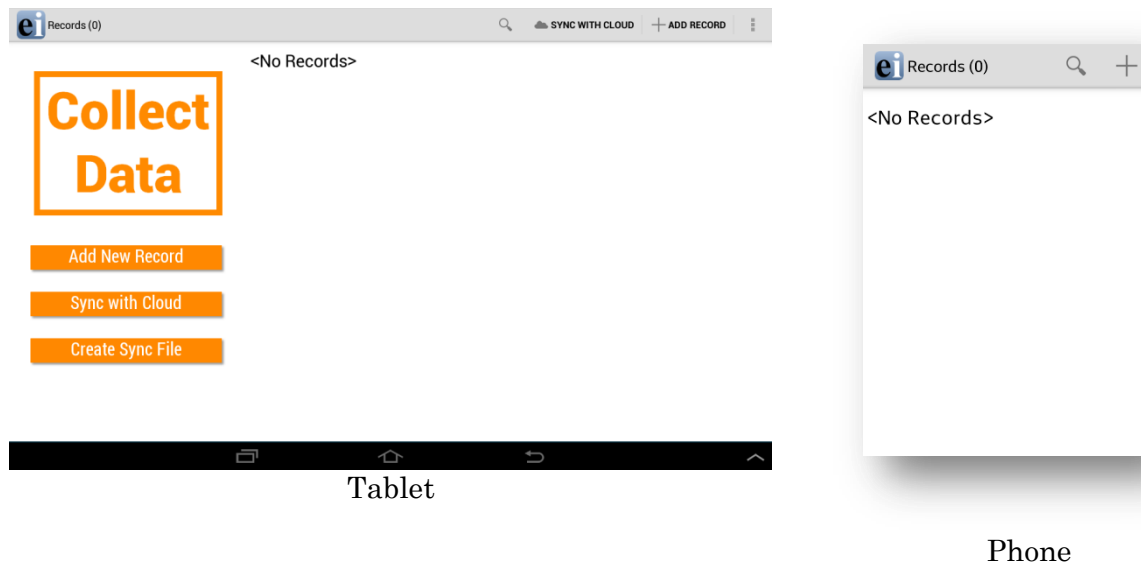 ei Records (0) SYNC WITH CLOUD ADD RECORD
<No Records>
Collect
Data
Add New Record
Sync with Cloud
Create Sync File
Tablet
ei Records (0)
<No Records>
Phone